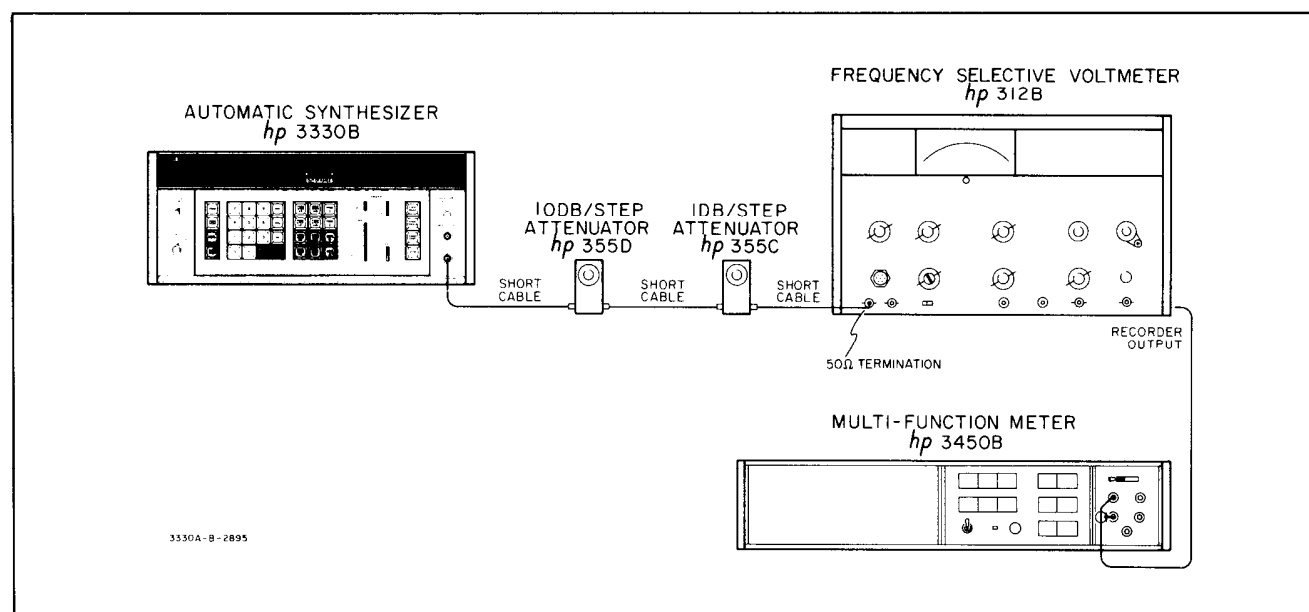 FREQUENCY SELECTIVE VOLTMETER
hp 312B
AUTOMATIC SYNTHESIZER
hp 3330B
10DB/STEP
ATTENUATOR
hp 355D
1DB/STEP
ATTENUATOR
hp 355C
SHORT
CABLE
SHORT
CABLE
SHORT
CABLE
50Ω TERMINATION
RECORDER
OUTPUT
MULTI-FUNCTION METER
hp 3450B
3330A-B-2895